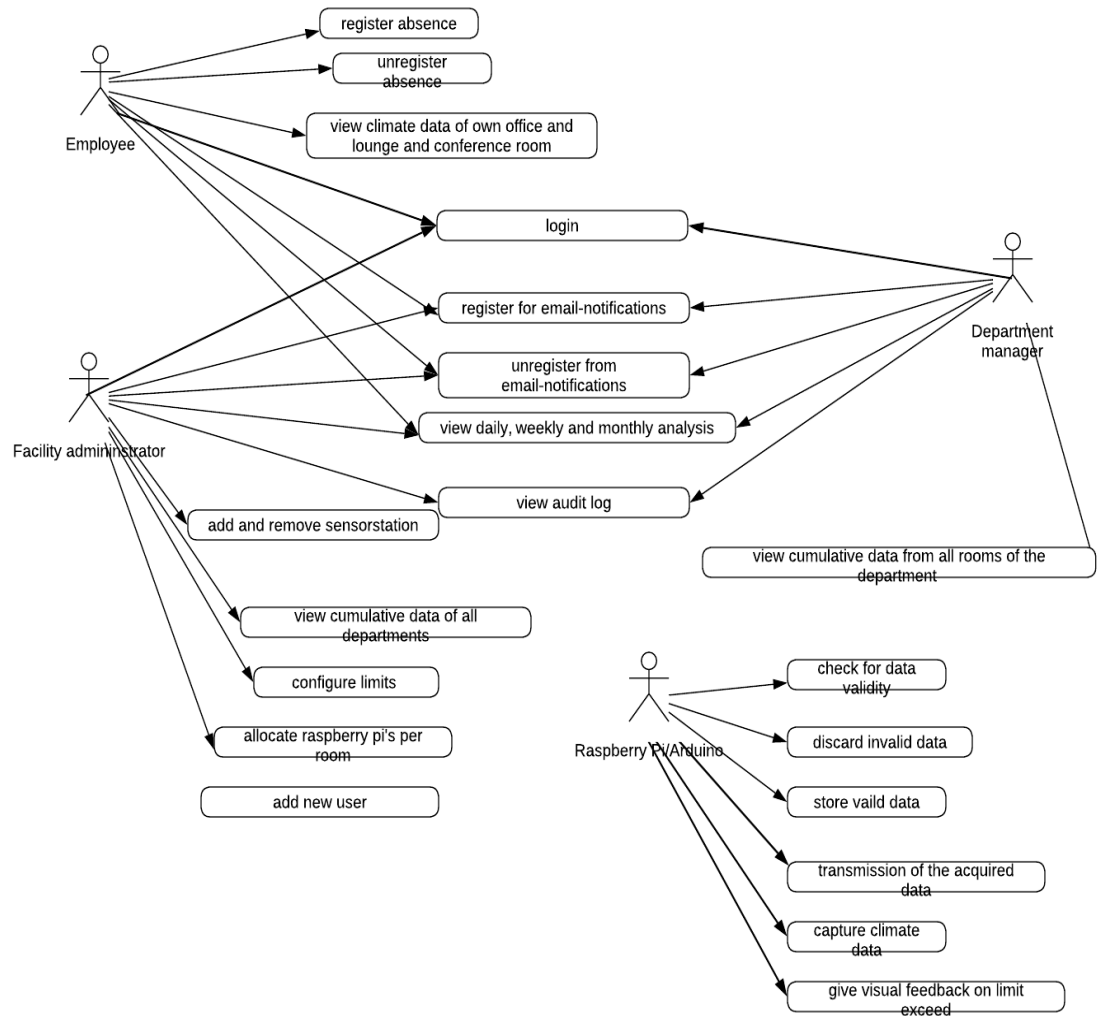 register absence
unregister
absence
Employee
view climate data of own office and
lounge and conference room
login
register for email-notifications
Department
manager
unregister from
email-notifications
view daily, weekly and monthly analysis
Facility admininstrator
view audit log
add and remove sensorstation
view cumulative data from all rooms of the
department
view cumulative data of all
departments
configure limits
check for data
validity
allocate raspberry pi's per
room
Raspberry Pi/Arduino
discard invalid data
add new user
store vaild data
transmission of the acquired
data
capture climate
data
give visual feedback on limit
exceed